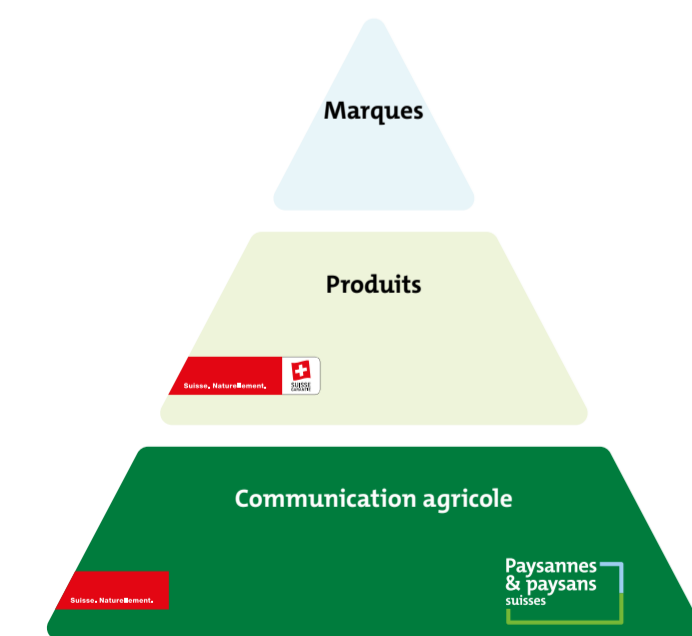 Marques
Produits
Suisse. Naturellement.
SUISSE
GARANTIE
Communication agricole
Suisse. Naturellement.
Paysannes
& paysans
suisses